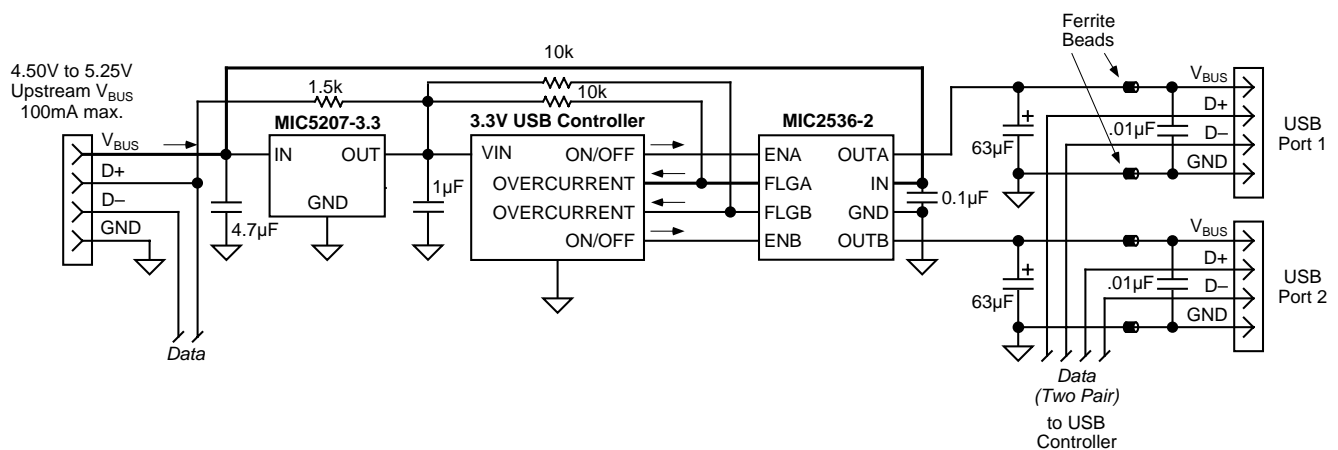 4.50V to 5.25V
Upstream VBUS
100mA max.
VBUS
D+
D–
GND
4.7µF
Data
1.5k
10k
10k
MIC5207-3.3
IN
OUT
GND
1µF
3.3V USB Controller
VIN
ON/OFF
OVERCURRENT
OVERCURRENT
ON/OFF
MIC2536-2
ENA
OUTA
FLGA
IN
FLGB
GND
ENB
OUTB
0.1µF
Ferrite
Beads
63µF
.01µF
VBUS
D+
D–
GND
USB
Port 1
63µF
.01µF
VBUS
D+
D–
GND
USB
Port 2
Data
(Two Pair)
to USB
Controller